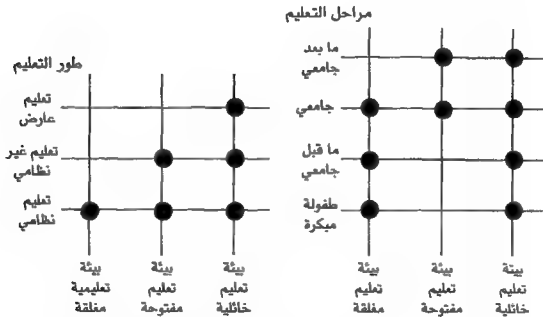 مراحل التعليم
ما بعد
جامعي
جامعي
ما قبل
جامعي
طفولة
مبكرة
بيئة
تعليم
مغلقة
بيئة
تعليم
مفتوحة
بيئة
تعليم
خائلية
طور التعليم
تعليم
عارض
تعليم غير
نظامي
تعليم
نظامي
بيئة
تعليمية
مغلقة
بيئة
تعليم
مفتوحة
بيئة
تعليم
خائلية